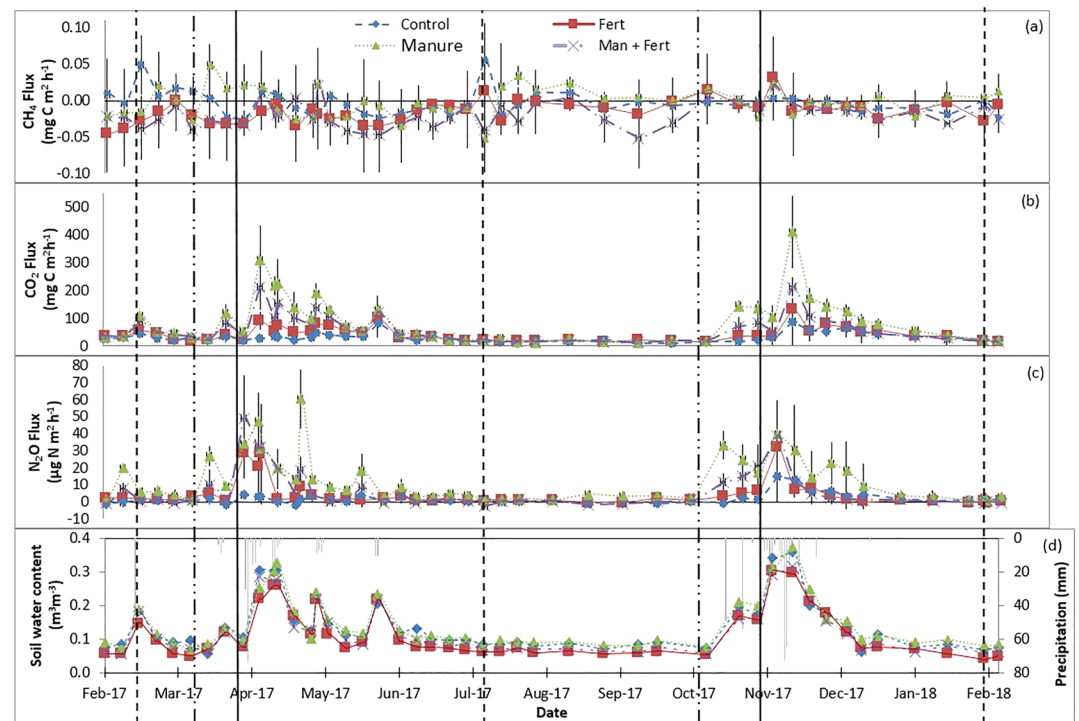 Control
Fert
Manure
Man + Fert
(a)
CH4 Flux
(mg C m-2h-1)
0.10
0.05
0.00
-0.05
-0.10
(b)
CO2 Flux
(mg C m-2h-1)
500
400
300
200
100
0
(c)
N2O Flux
(µg N m-2h-1)
80
70
60
50
40
30
20
10
0
-10
(d)
Soil water content
(m3m-3)
0.4
0.3
0.2
0.1
0.0
0
20
40
60
80
Precipitation (mm)
Feb-17 Mar-17 Apr-17 May-17 Jun-17 Jul-17 Aug-17 Sep-17 Oct-17 Nov-17 Dec-17 Jan-18 Feb-18
Date